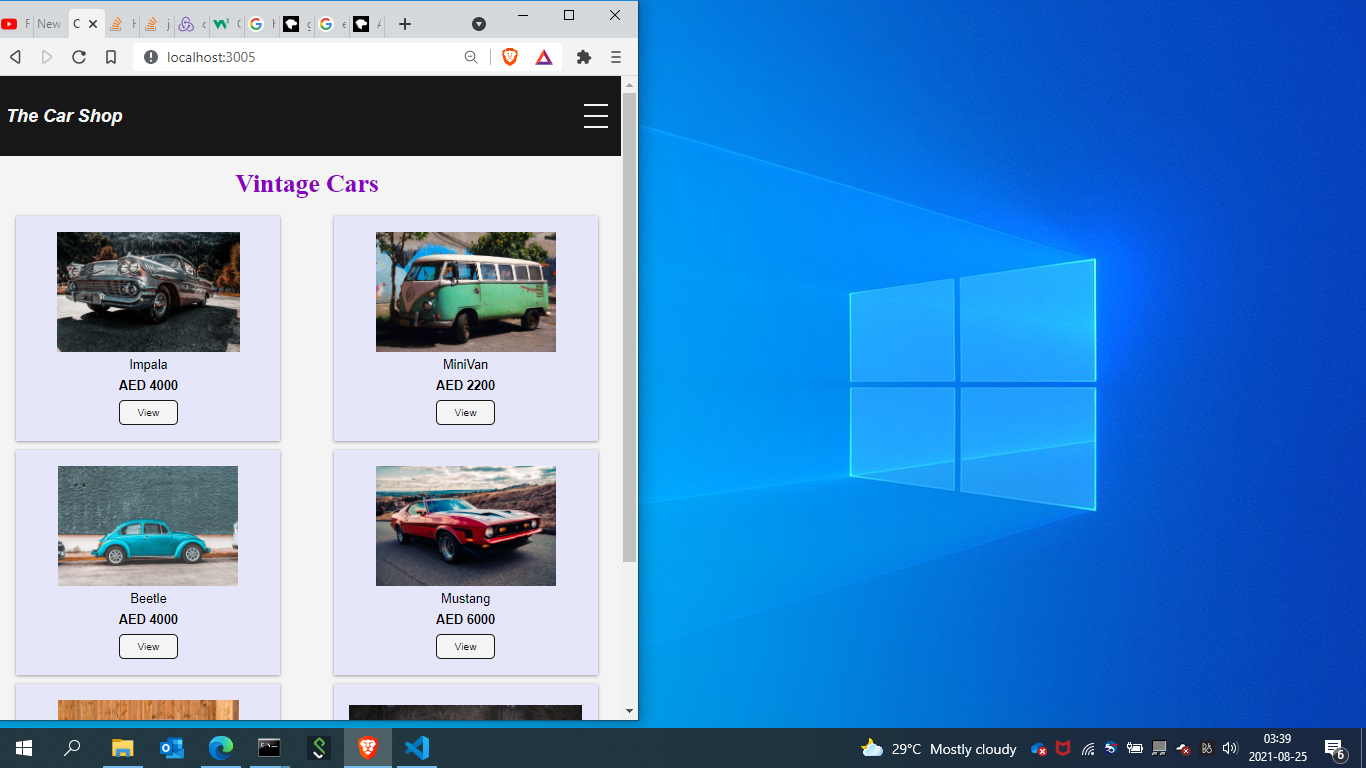 New
C
localhost:3005
The Car Shop
Vintage Cars
Impala
AED 4000
View
MiniVan
AED 2200
View
Beetle
AED 4000
View
Mustang
AED 6000
View
29°C Mostly cloudy
03:39
2021-08-25
6